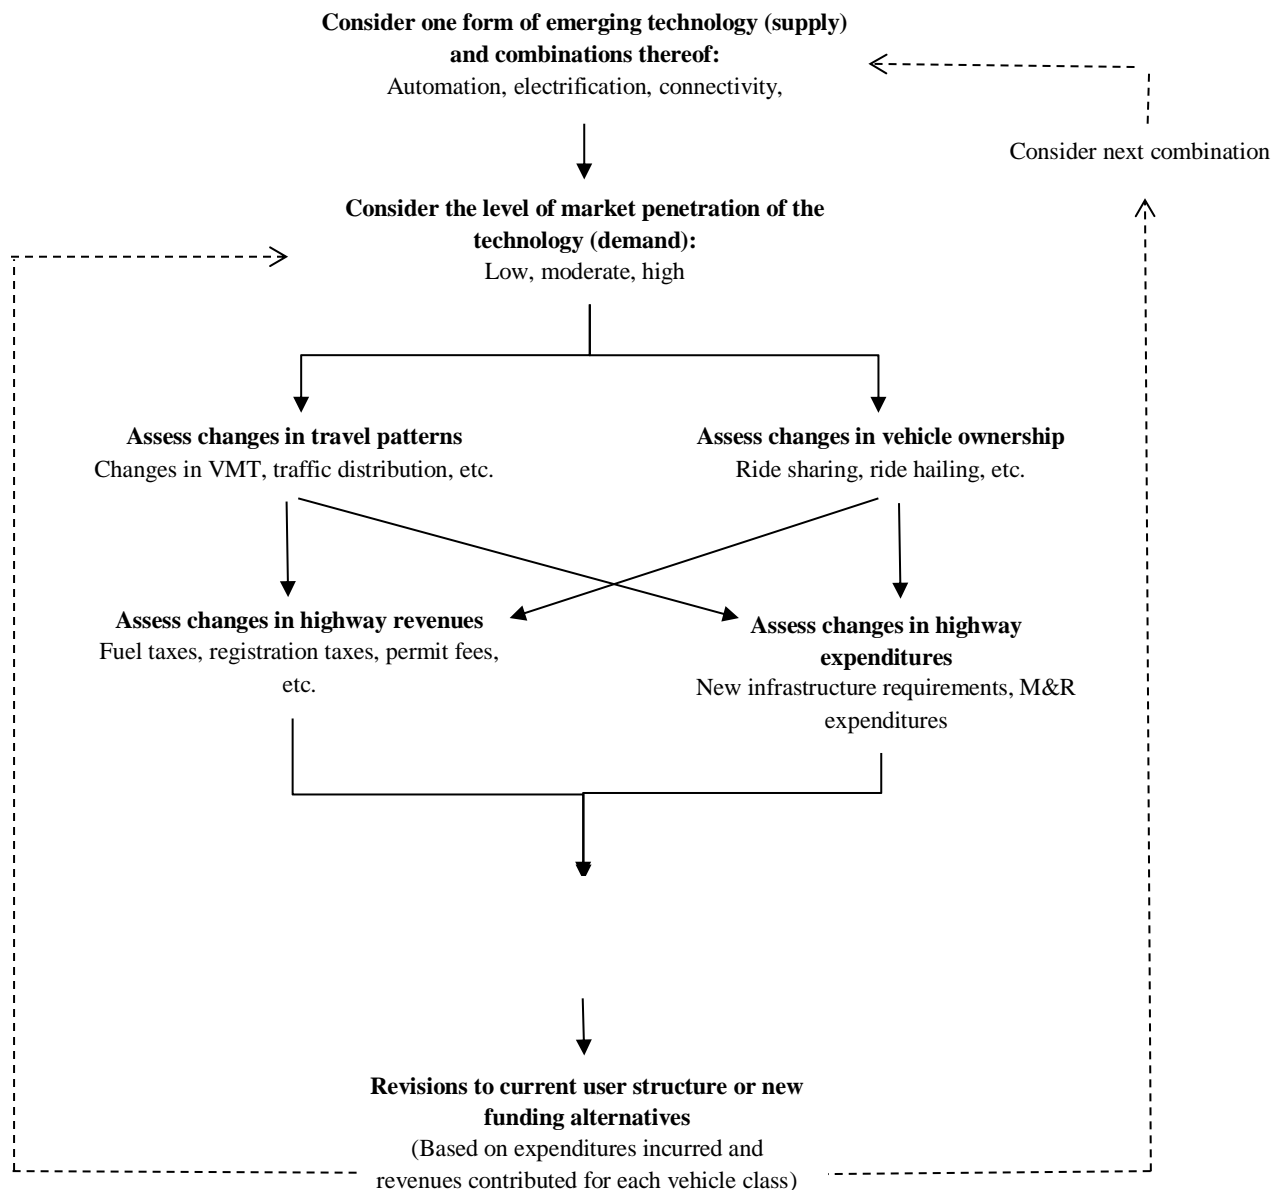 Consider one form of emerging technology (supply)
and combinations thereof:
Automation, electrification, connectivity,
Consider next combination
Consider the level of market penetration of the
technology (demand):
Low, moderate, high
Assess changes in travel patterns
Changes in VMT, traffic distribution, etc.
Assess changes in vehicle ownership
Ride sharing, ride hailing, etc.
Assess changes in highway revenues
Fuel taxes, registration taxes, permit fees,
etc.
Assess changes in highway
expenditures
New infrastructure requirements, M&R
expenditures
Revisions to current user structure or new
funding alternatives
(Based on expenditures incurred and
revenues contributed for each vehicle class)